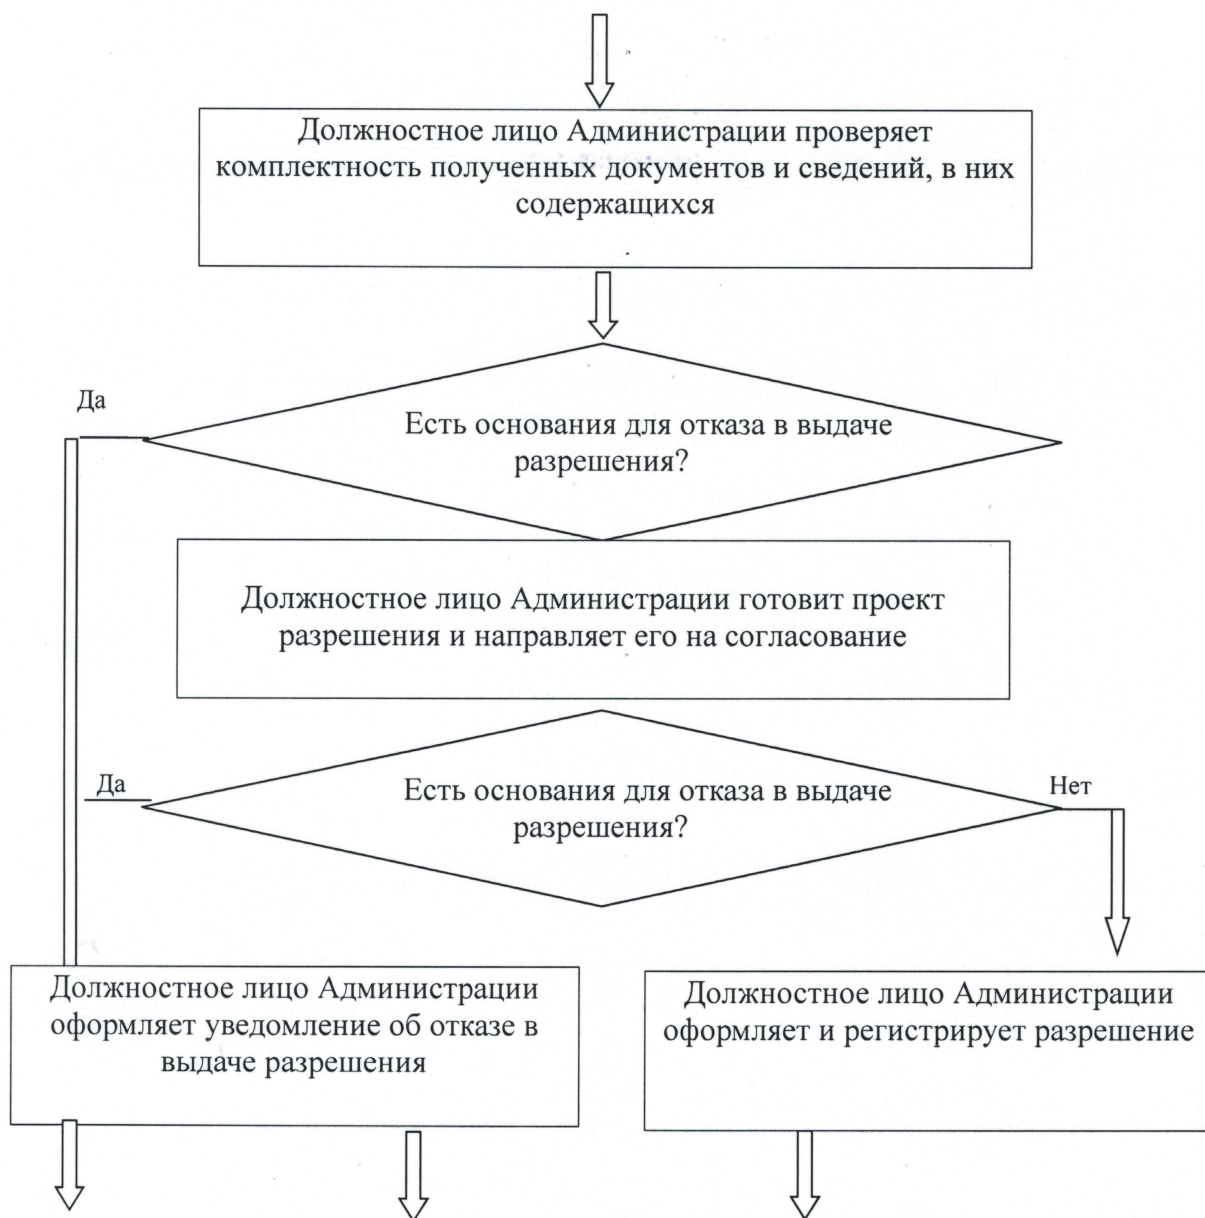 Должностное лицо Администрации проверяет
комплектность полученных документов и сведений, в них
содержащихся
Да
Есть основания для отказа в выдаче
разрешения?
Должностное лицо Администрации готовит проект
разрешения и направляет его на согласование
Да
Есть основания для отказа в выдаче
разрешения?
Нет
Должностное лицо Администрации
оформляет уведомление об отказе в
выдаче разрешения
Должностное лицо Администрации
оформляет и регистрирует разрешение